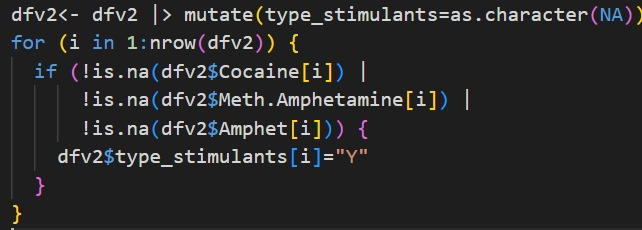 dfv2<- dfv2 |> mutate(type_stimulants=as.character(NA))
for (i in 1:nrow(dfv2)) {
  if (!is.na(dfv2$Cocaine[i]) |
      !is.na(dfv2$Meth.Amphetamine[i]) |
      !is.na(dfv2$Amphet[i])) {
    dfv2$type_stimulants[i]="Y"
  }
}